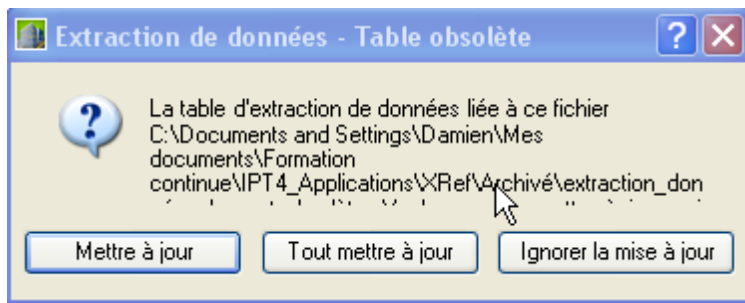 Extraction de données - Table obsolète
La table d'extraction de données liée à ce fichier
C:\Documents and Settings\Damien\Mes
documents\Formation
continue\IPT4_Applications\XRef\Archivé\extraction_don
Mettre à jour
Tout mettre à jour
Ignorer la mise à jour